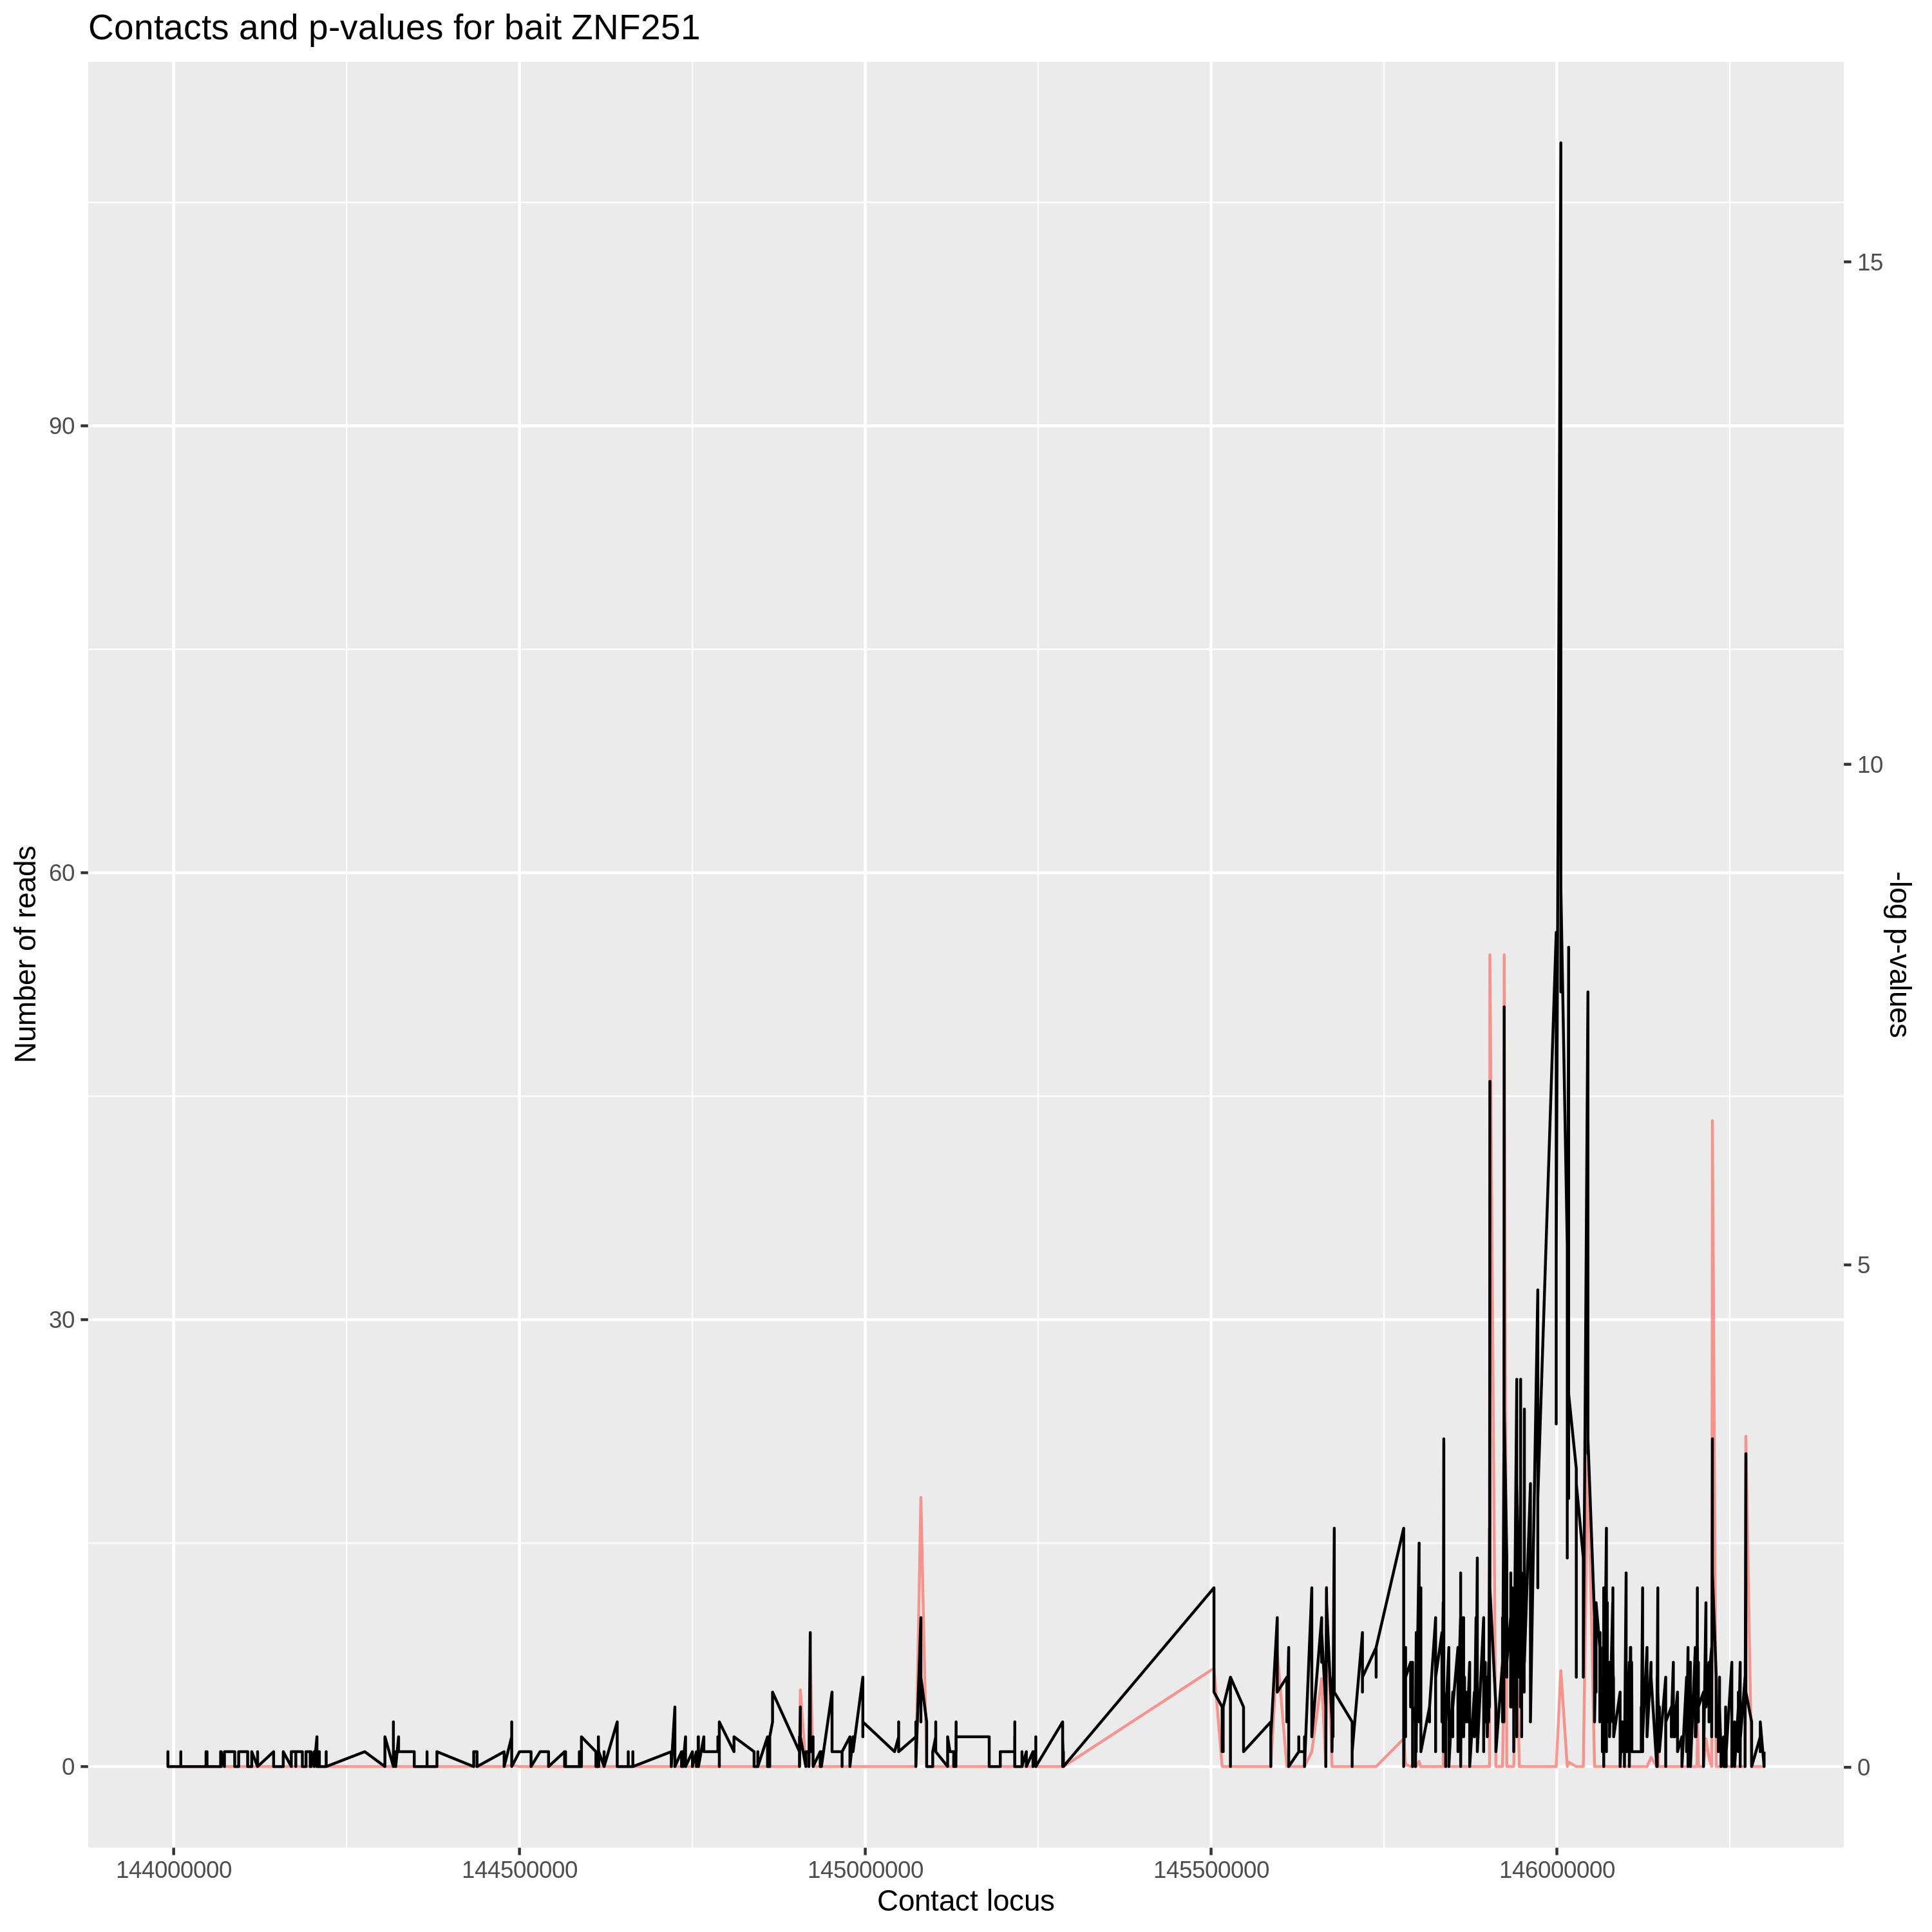 Contacts and p-values for bait ZNF251
90
60
30
0
Number of reads
15
10
5
0
-log p-values
144000000 144500000 145000000 145500000 146000000
Contact locus